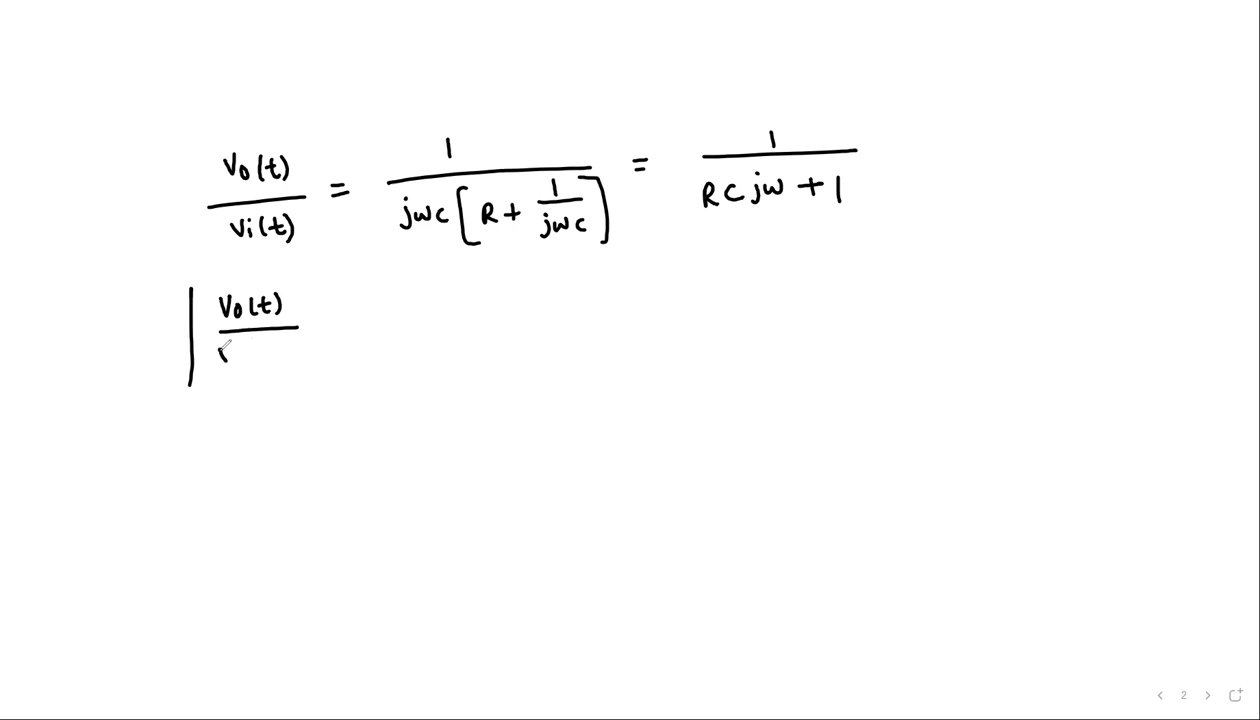 Vo(t)/Vi(t) = 1/(jwc[R + 1/jwc]) = 1/(RCjw + 1)
|Vo(t)/
2